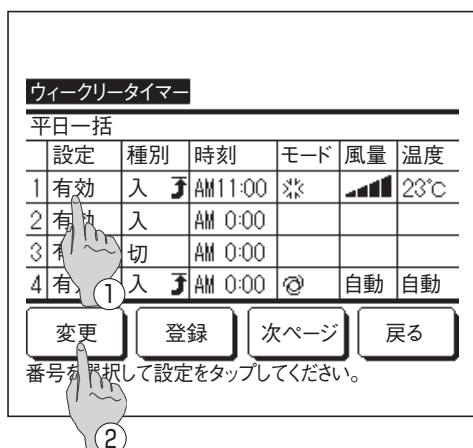 ウィークリータイマー
平日一括
設定 種別 時刻 モード 風量 温度
1 有効 入 AM11:00 23℃
2 有効 入 AM 0:00
3 切 AM 0:00
4 入 AM 0:00 自動 自動
①
変更 登録 次ページ 戻る
番号を選択して設定をタップしてください。
②